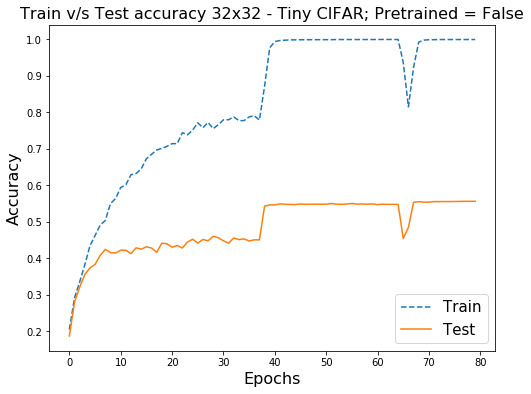 Train v/s Test accuracy 32x32 - Tiny CIFAR; Pretrained = False
1.0
0.9
0.8
0.7
0.6
0.5
0.4
0.3
0.2
Accuracy
Train
Test
0 10 20 30 40 50 60 70 80
Epochs